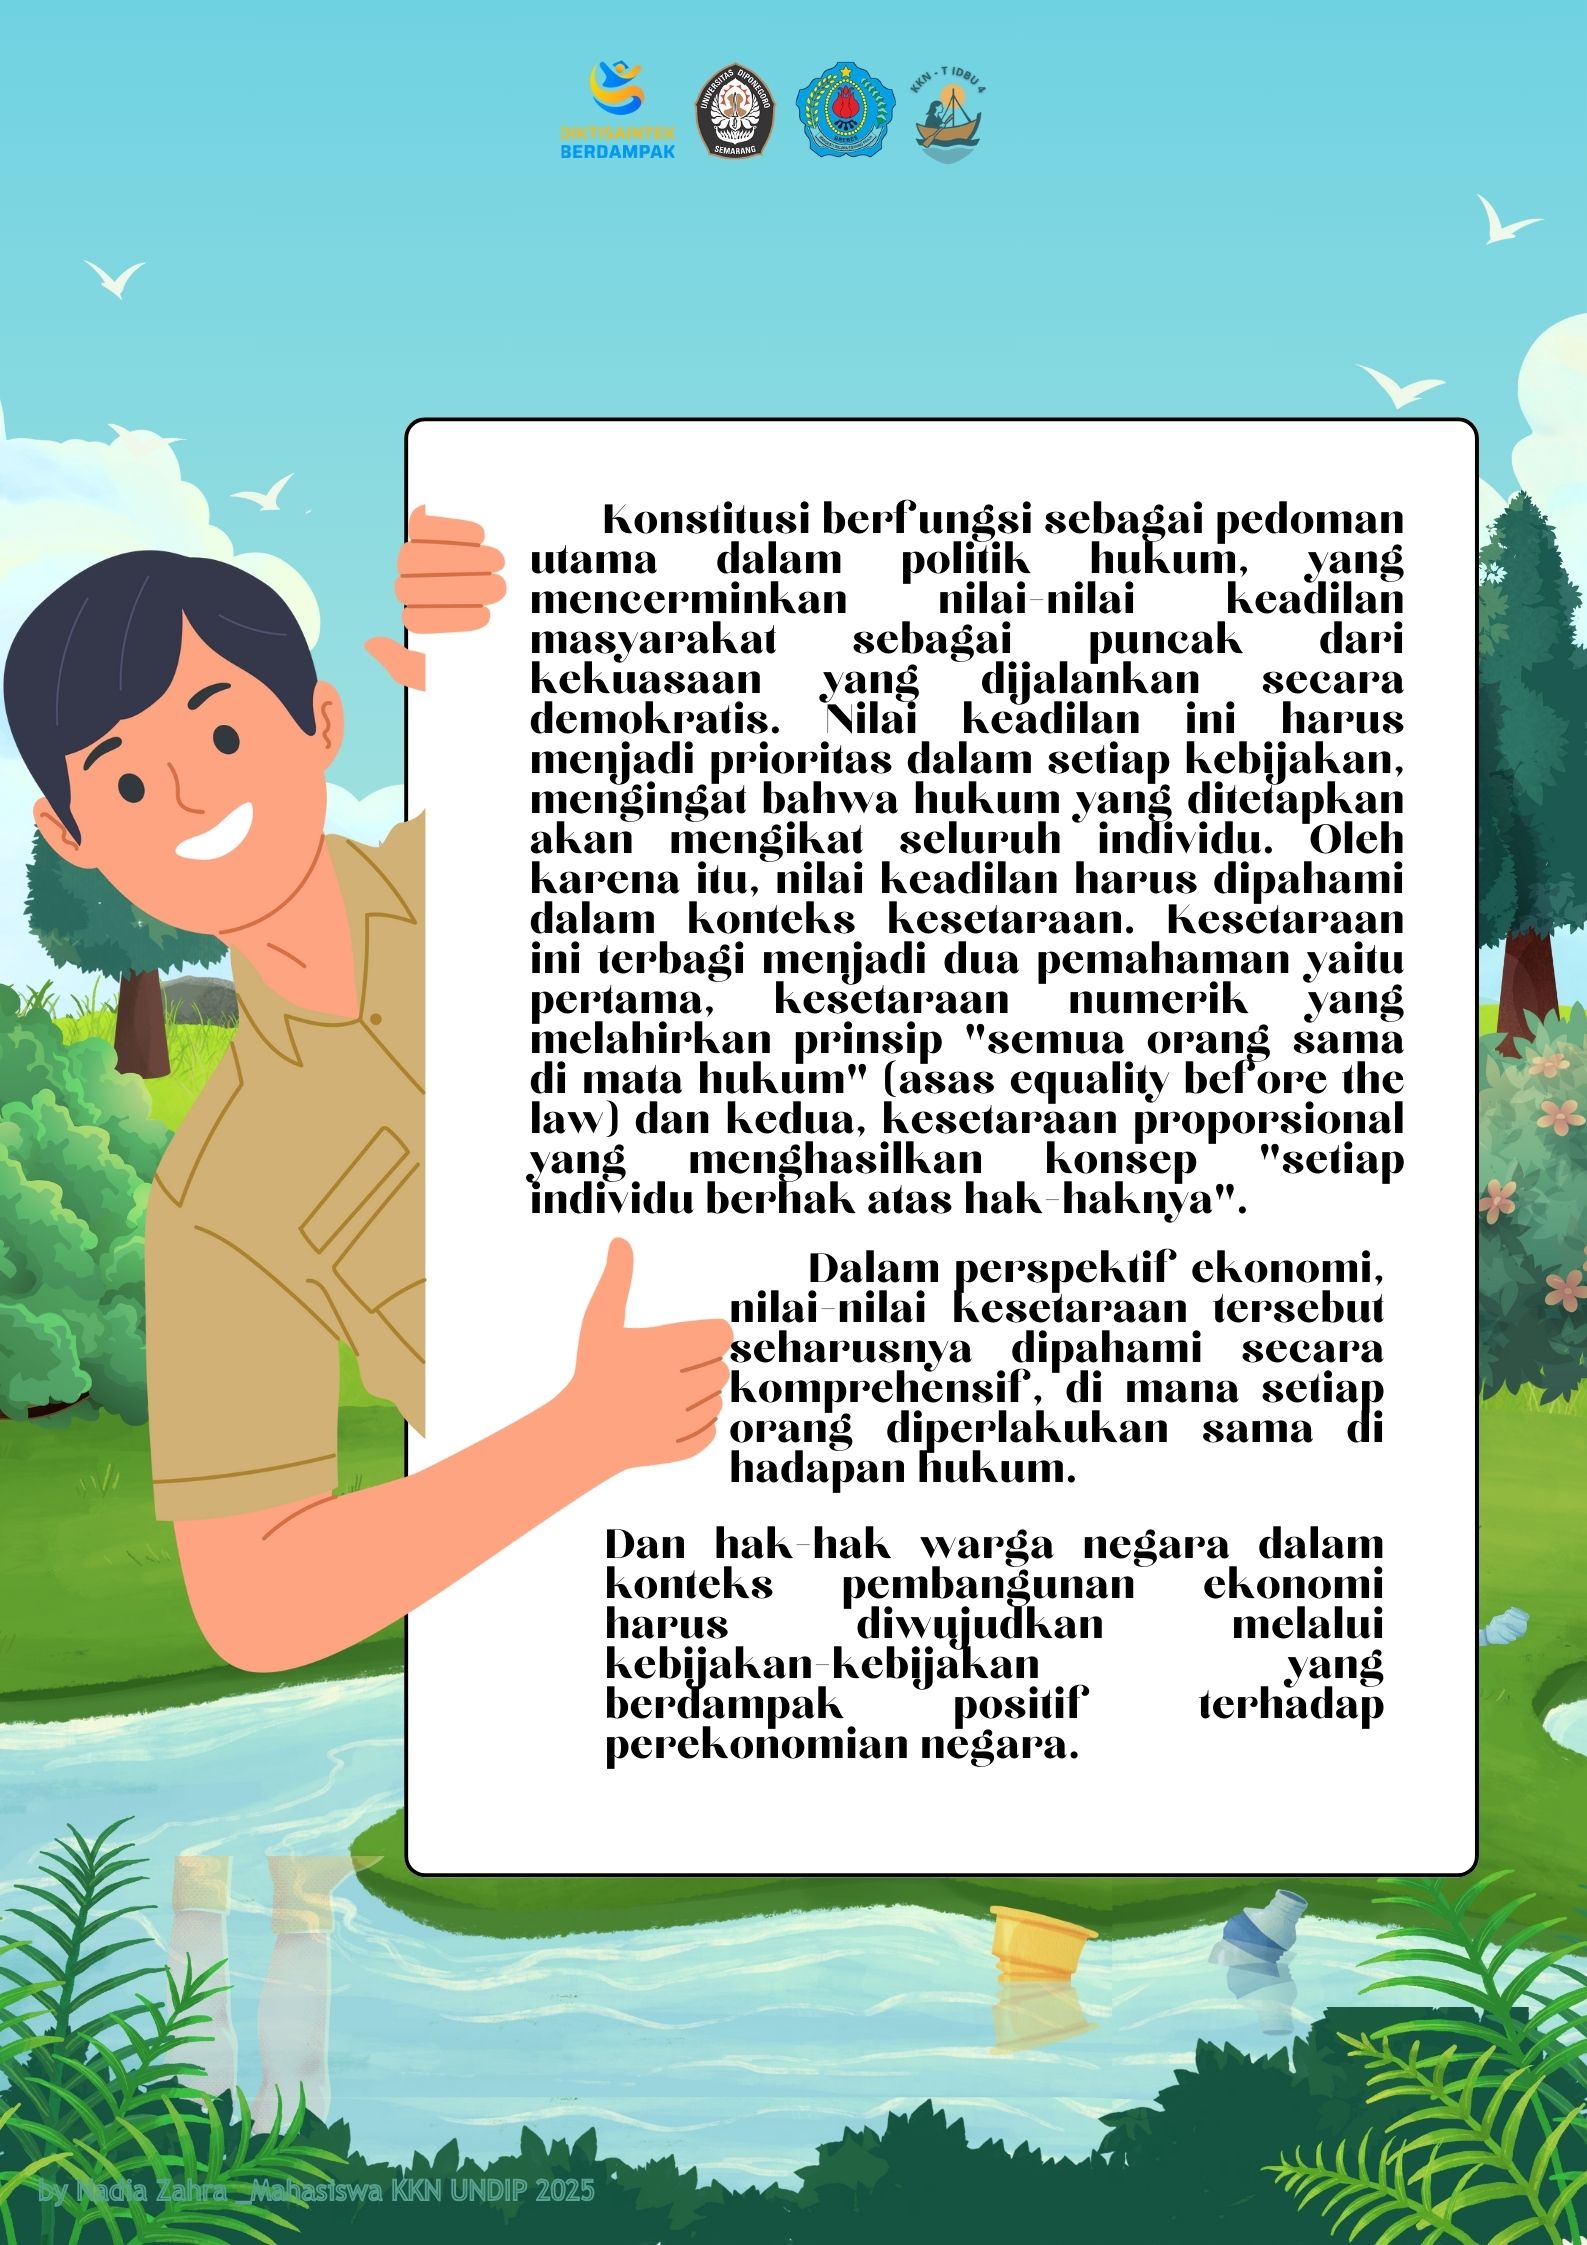 DIKTISAINTEK
BERDAMPAK
UNIVERSITAS DIPONEGORO
SEMARANG
BREBES
KKN - T IDBU 4
Konstitusi berfungsi sebagai pedoman
utama dalam politik hukum, yang
mencerminkan nilai-nilai keadilan
masyarakat sebagai puncak dari
kekuasaan yang dijalankan secara
demokratis. Nilai keadilan ini harus
menjadi prioritas dalam setiap kebijakan,
mengingat bahwa hukum yang ditetapkan
akan mengikat seluruh individu. Oleh
karena itu, nilai keadilan harus dipahami
dalam konteks kesetaraan. Kesetaraan
ini terbagi menjadi dua pemahaman yaitu
pertama, kesetaraan numerik yang
melahirkan prinsip "semua orang sama
di mata hukum" (asas equality before the
law) dan kedua, kesetaraan proporsional
yang menghasilkan konsep "setiap
individu berhak atas hak-haknya".
Dalam perspektif ekonomi,
nilai-nilai kesetaraan tersebut
seharusnya dipahami secara
komprehensif, di mana setiap
orang diperlakukan sama di
hadapan hukum.
Dan hak-hak warga negara dalam
konteks pembangunan ekonomi
harus diwujudkan melalui
kebijakan-kebijakan yang
berdampak positif terhadap
perekonomian negara.
by Nadia Zahra _Mahasiswa KKN UNDIP 2025